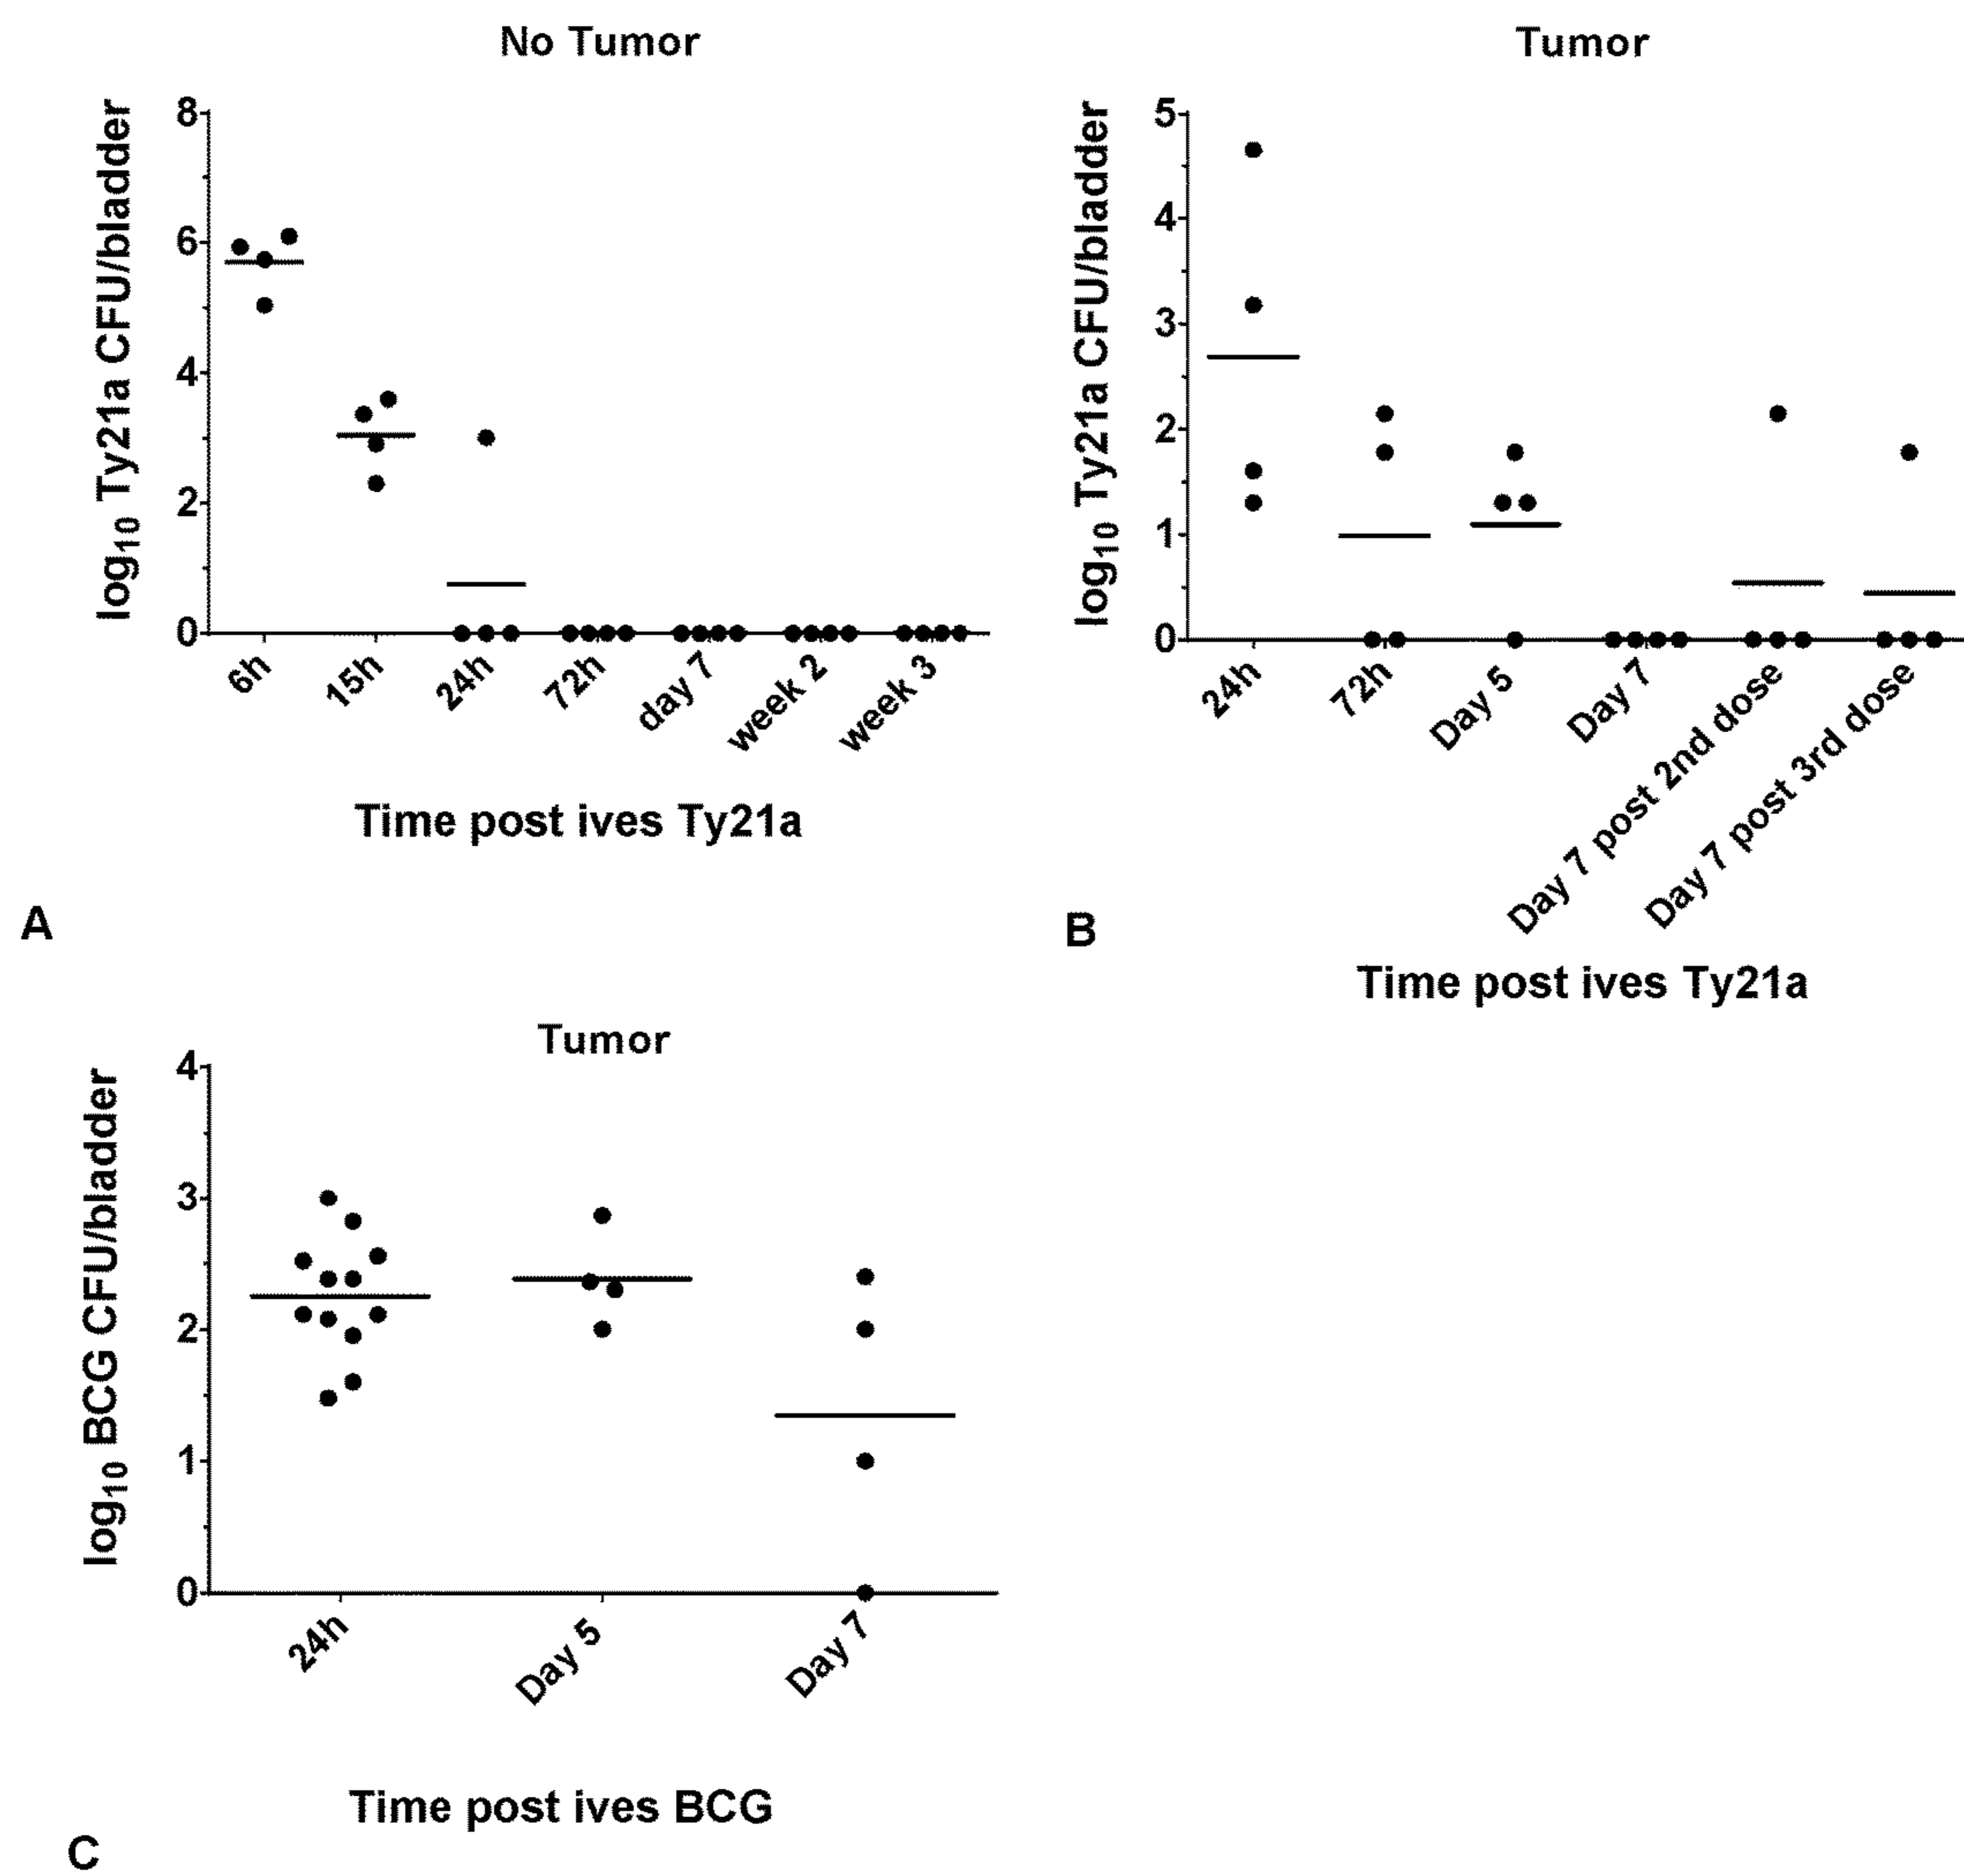 No Tumor
log10 Ty21a CFU/bladder
8
6
4
2
0
6h
15h
24h
72h
day 7
week 2
week 3
Time post ives Ty21a
A
Tumor
log10 Ty21a CFU/bladder
5
4
3
2
1
0
24h
72h
Day 5
Day 7
Day 7 post 2nd dose
Day 7 post 3rd dose
Time post ives Ty21a
B
Tumor
log10 BCG CFU/bladder
4
3
2
1
0
24h
Day 5
Day 7
Time post ives BCG
C